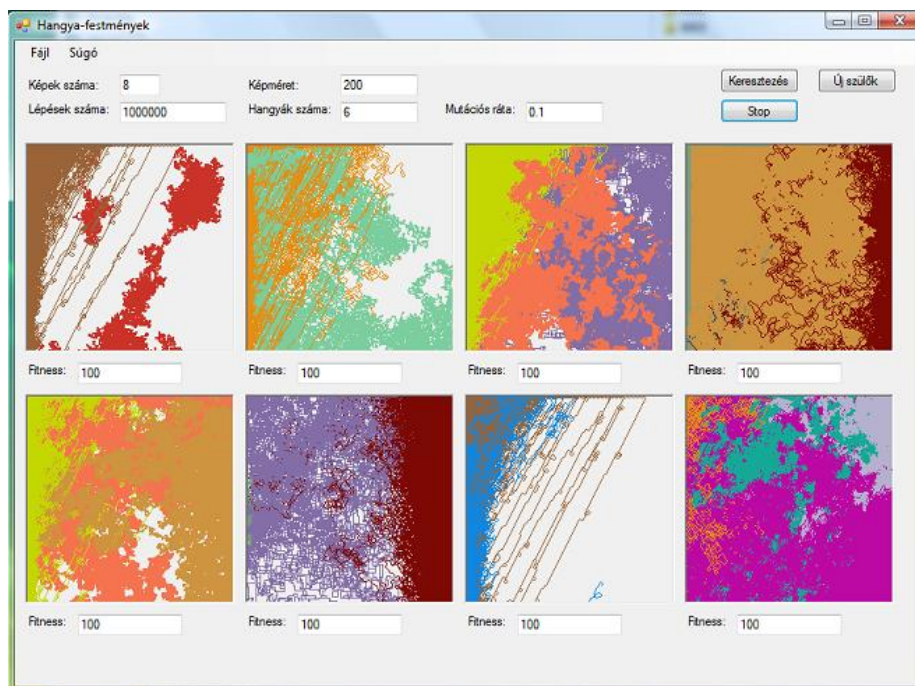 Hangya-festmények
Fájl Súgó
Képek száma: 8 Képméret: 200 Keresztezés Új szülők
Lépések száma: 1000000 Hangyák száma: 6 Mutációs ráta: 0.1 Stop
Fitness: 100 Fitness: 100 Fitness: 100 Fitness: 100
Fitness: 100 Fitness: 100 Fitness: 100 Fitness: 100